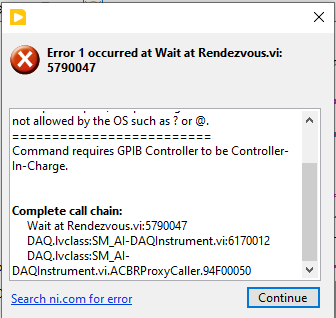 Error 1 occurred at Wait at Rendezvous.vi:
5790047
not allowed by the OS such as ? or @.
=========================
Command requires GPIB Controller to be Controller-
In-Charge.
Complete call chain:
Wait at Rendezvous.vi:5790047
DAQ.lvclass:SM_AI-DAQInstrument.vi:6170012
DAQ.lvclass:SM_AI-
DAQInstrument.vi.ACBRProxyCaller.94F00050
Search ni.com for error
Continue